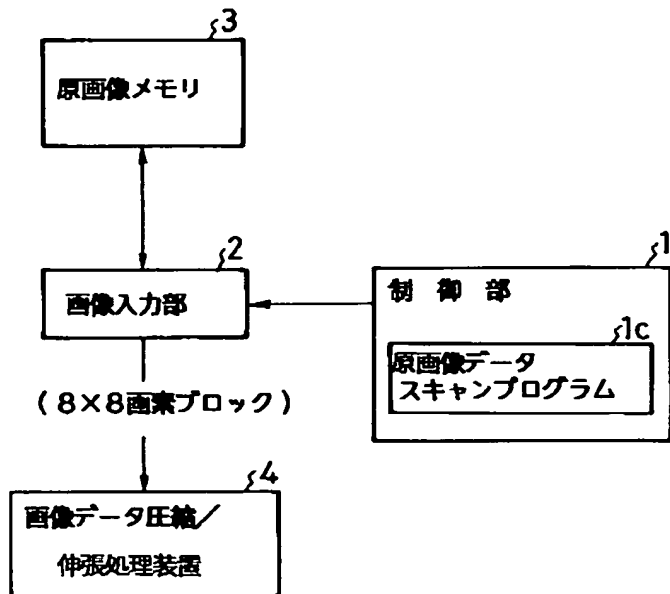 3
原画像メモリ
2
画像入力部
1
制 御 部
1c
原画像データ
スキャンプログラム
(8×8画素ブロック)
4
画像データ圧縮/
伸張処理装置